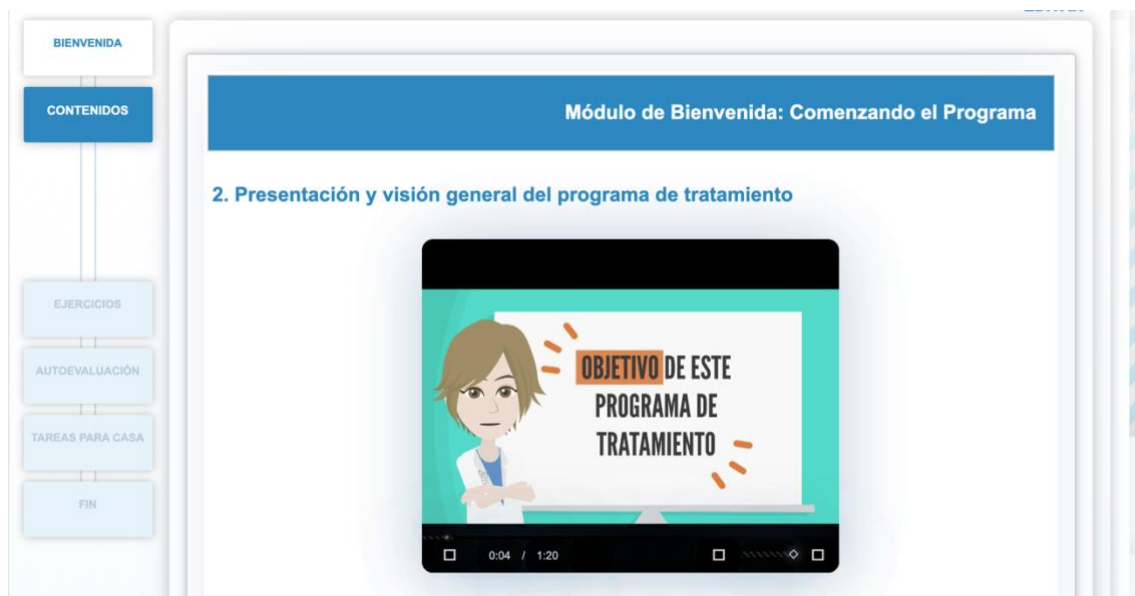 BIENVENIDA
CONTENIDOS
EJERCICIOS
AUTOEVALUACIÓN
TAREAS PARA CASA
FIN
Módulo de Bienvenida: Comenzando el Programa
2. Presentación y visión general del programa de tratamiento
OBJETIVO DE ESTE
PROGRAMA DE
TRATAMIENTO
0:04 / 1:20